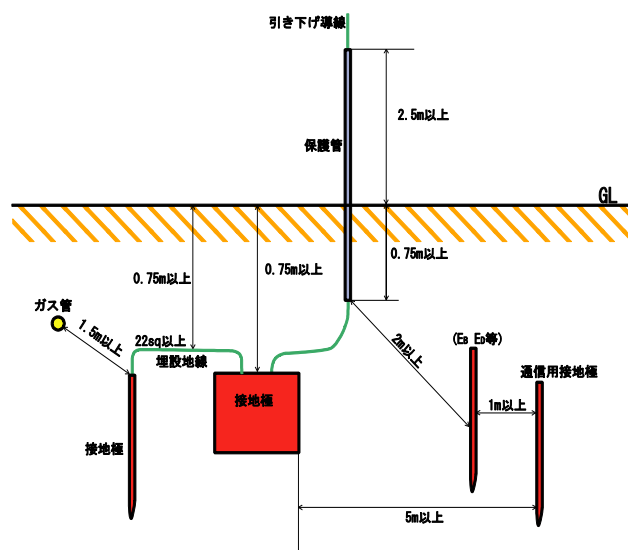 引き下げ導線
2.5m以上
保護管
GL
0.75m以上
0.75m以上
0.75m以上
ガス管
1.5m以上
22sq以上
埋設地線
2m以上
(EB ED等)
通信用接地極
1m以上
接地極
接地極
5m以上